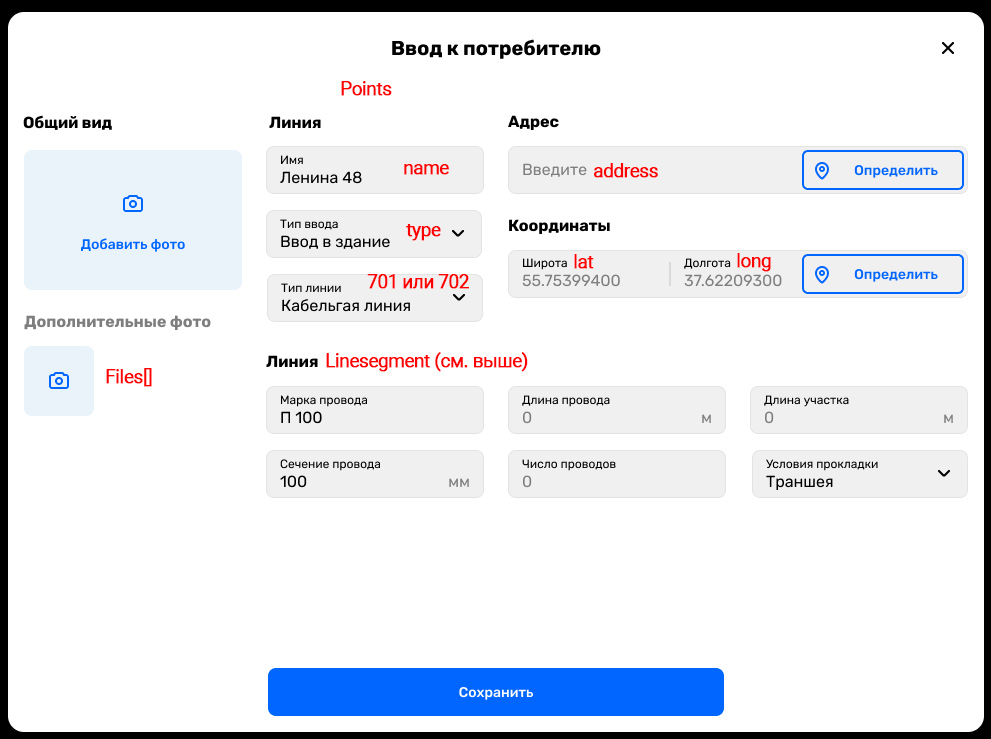 Ввод к потребителю
Points
Общий вид
Добавить фото
Дополнительные фото
Files[]
Линия
Имя
Ленина 48 name
Тип ввода
Ввод в здание type
Тип линии 701 или 702
Кабельгая линия
Адрес
Введите address Определить
Координаты
Широта lat
55.75399400
Долгота long
37.62209300
Определить
Линия Linesegment (см. выше)
Марка провода
П 100
Длина провода
0 м
Длина участка
0 м
Сечение провода
100 мм
Число проводов
0
Условия прокладки
Траншея
Сохранить